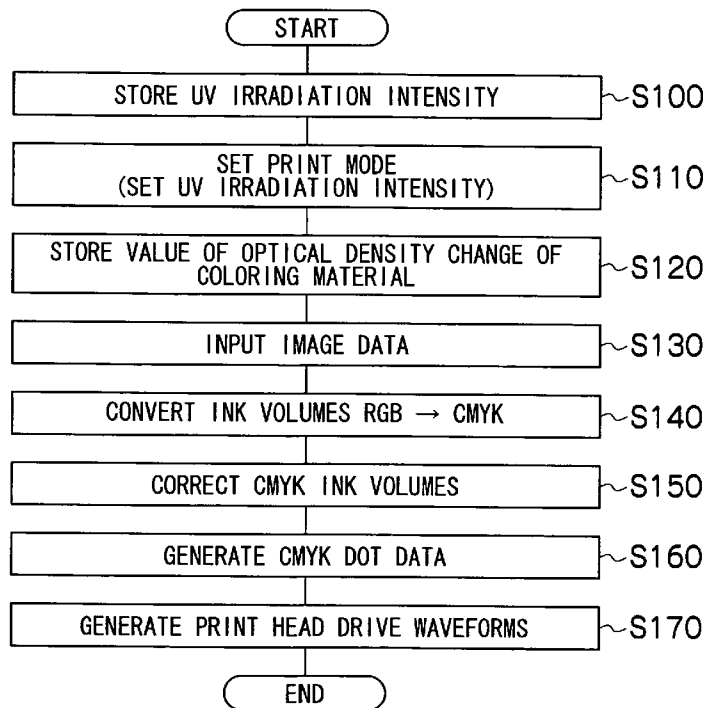 START
STORE UV IRRADIATION INTENSITY
S100
SET PRINT MODE
(SET UV IRRADIATION INTENSITY)
S110
STORE VALUE OF OPTICAL DENSITY CHANGE OF
COLORING MATERIAL
S120
INPUT IMAGE DATA
S130
CONVERT INK VOLUMES RGB → CMYK
S140
CORRECT CMYK INK VOLUMES
S150
GENERATE CMYK DOT DATA
S160
GENERATE PRINT HEAD DRIVE WAVEFORMS
S170
END